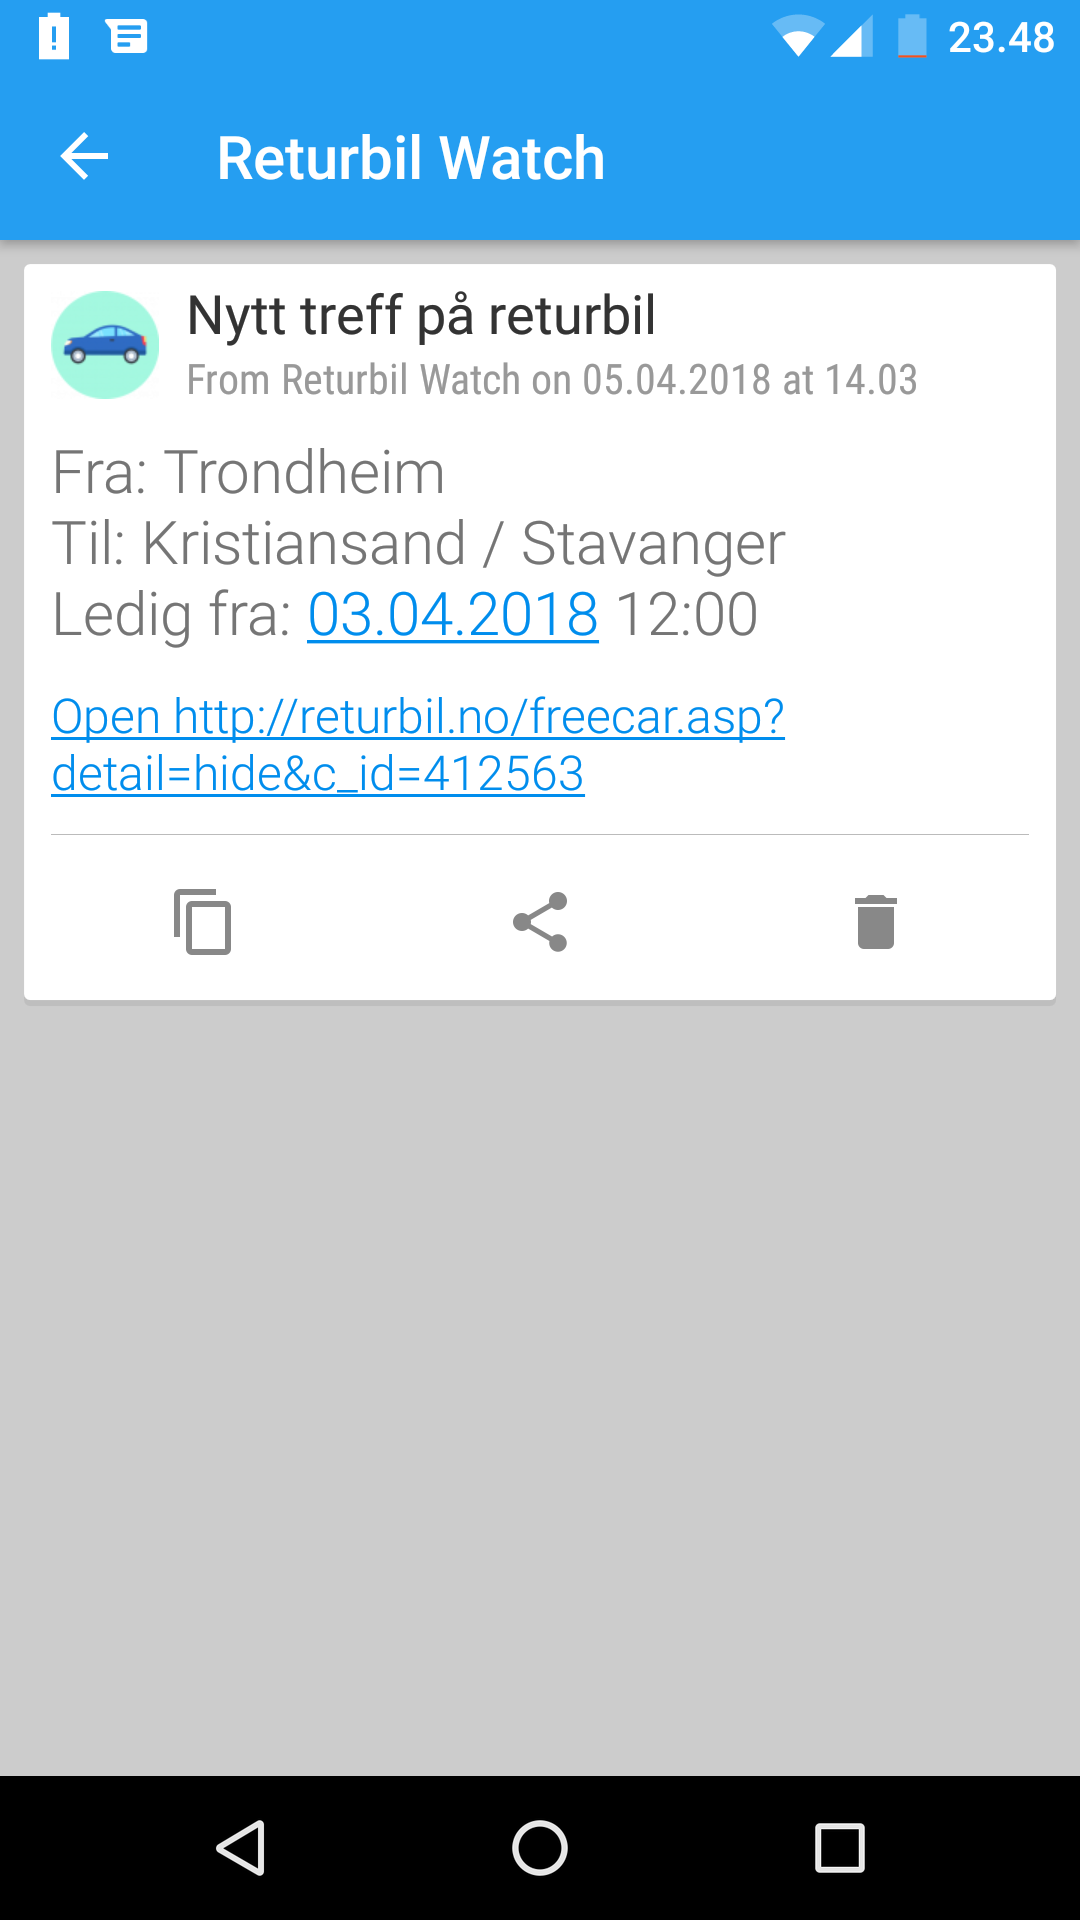 23.48
Returbil Watch
Nytt treff på returbil
From Returbil Watch on 05.04.2018 at 14.03
Fra: Trondheim
Til: Kristiansand / Stavanger
Ledig fra: 03.04.2018 12:00
Open http://returbil.no/freecar.asp?
detail=hide&c_id=412563